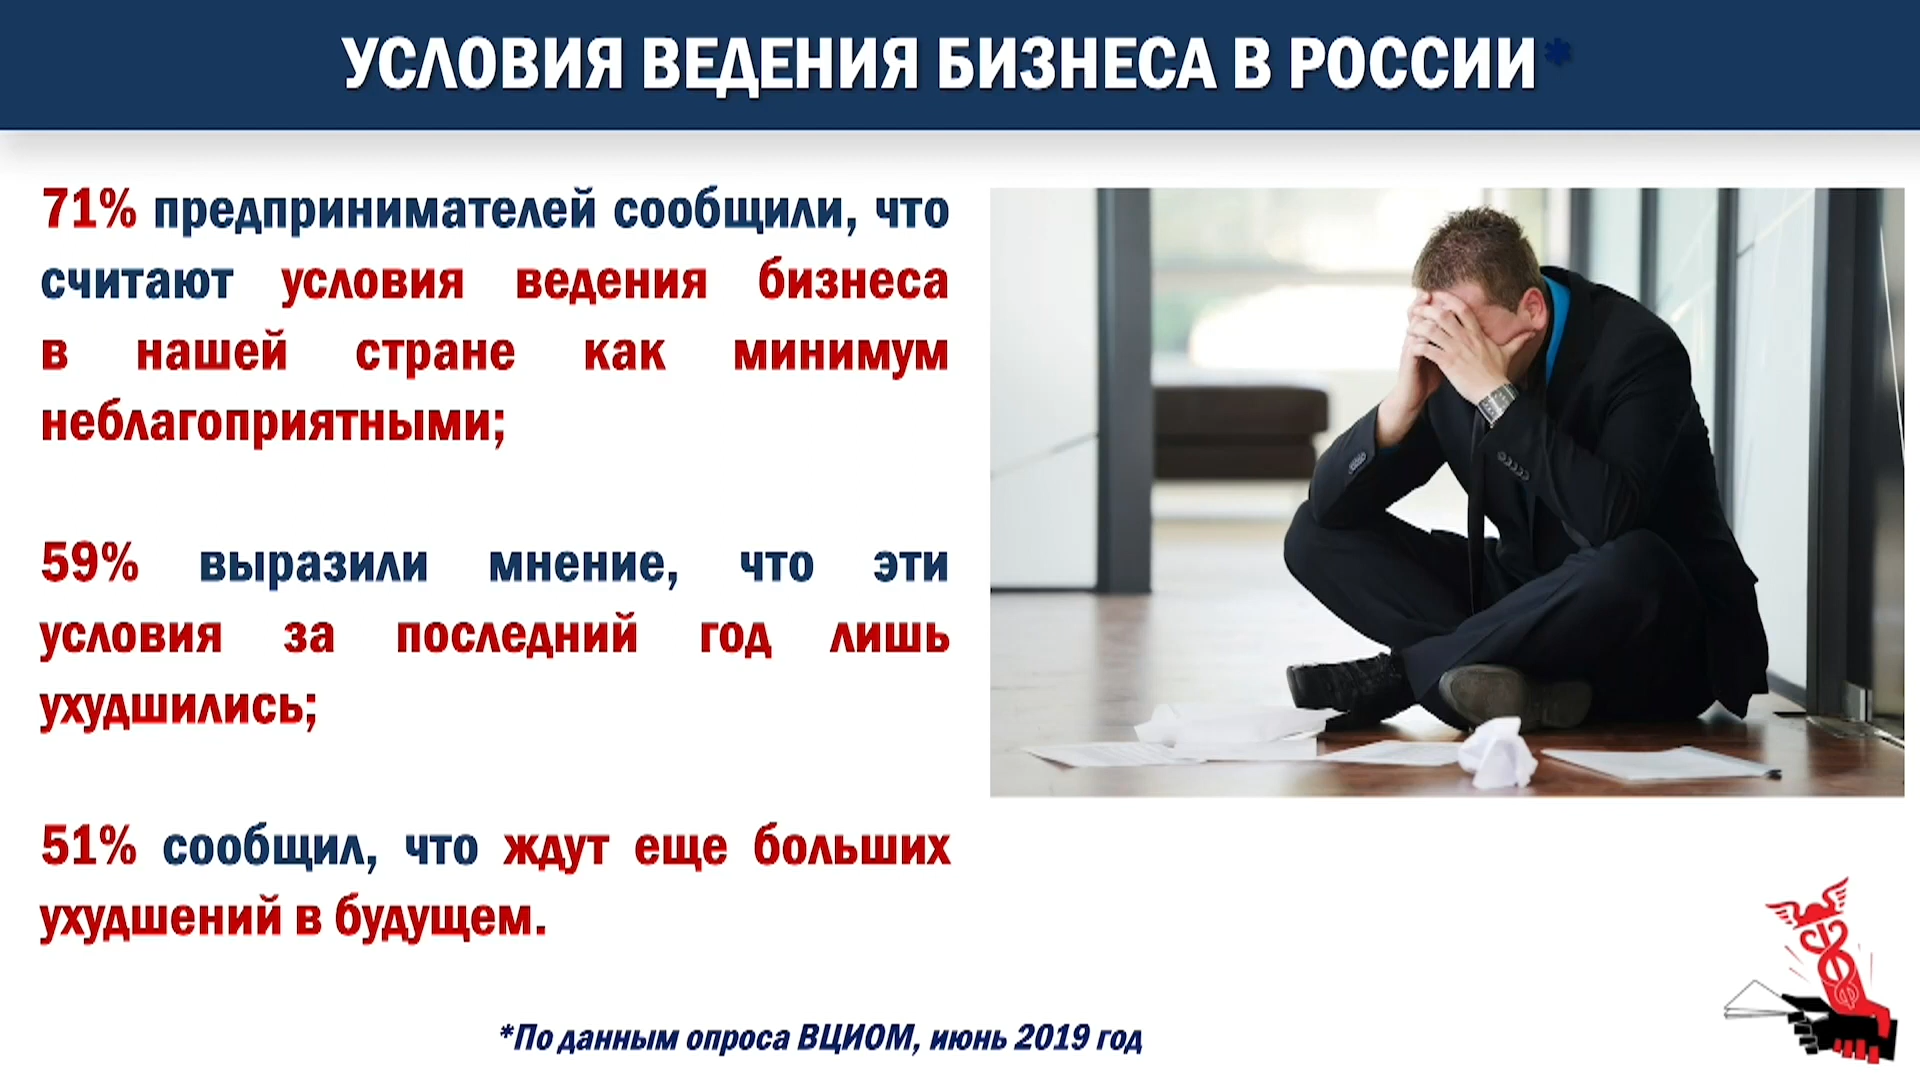 УСЛОВИЯ ВЕДЕНИЯ БИЗНЕСА В РОССИИ*
71% предпринимателей сообщили, что
считают условия ведения бизнеса
в нашей стране как минимум
неблагоприятными;
59% выразили мнение, что эти
условия за последний год лишь
ухудшились;
51% сообщил, что ждут еще больших
ухудшений в будущем.
*По данным опроса ВЦИОМ, июнь 2019 год